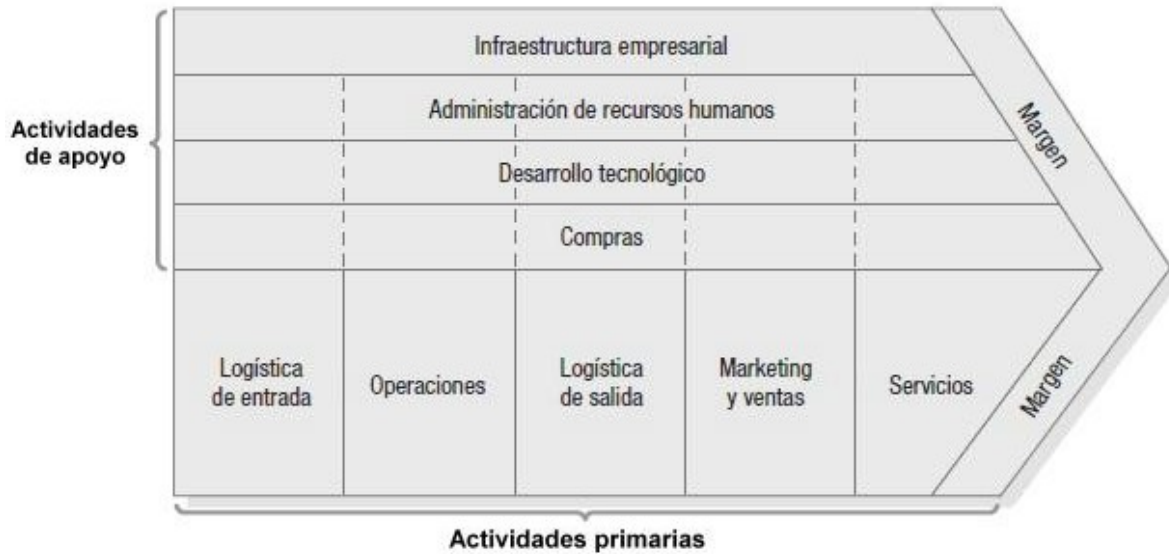 Infraestructura empresarial
Administración de recursos humanos
Desarrollo tecnológico
Compras
Actividades
de apoyo
Margen
Logística
de entrada
Operaciones
Logística
de salida
Marketing
y ventas
Servicios
Margen
Actividades primarias